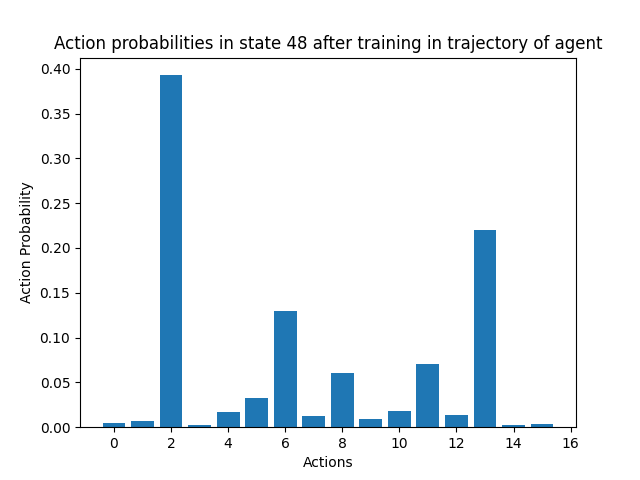 Action probabilities in state 48 after training in trajectory of agent
0.40
0.35
0.30
0.25
0.20
0.15
0.10
0.05
0.00
Action Probability
0 2 4 6 8 10 12 14 16
Actions